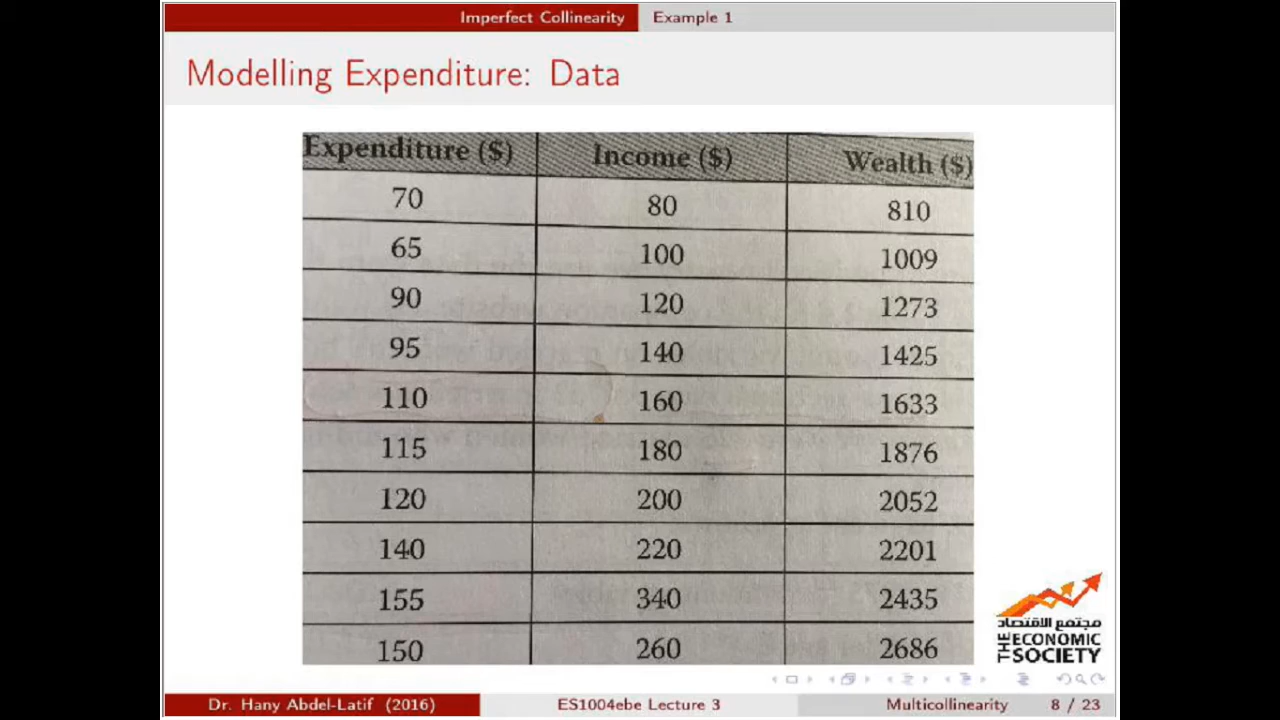 Imperfect Collinearity Example 1
Modelling Expenditure: Data
Expenditure ($) Income ($) Wealth ($)
70 80 810
65 100 1009
90 120 1273
95 140 1425
110 160 1633
115 180 1876
120 200 2052
140 220 2201
155 340 2435
150 260 2686
مجتمع الاقتصاد
THE ECONOMIC
SOCIETY
Dr. Hany Abdel-Latif (2016) ES1004ebe Lecture 3 Multicollinearity 8 / 23